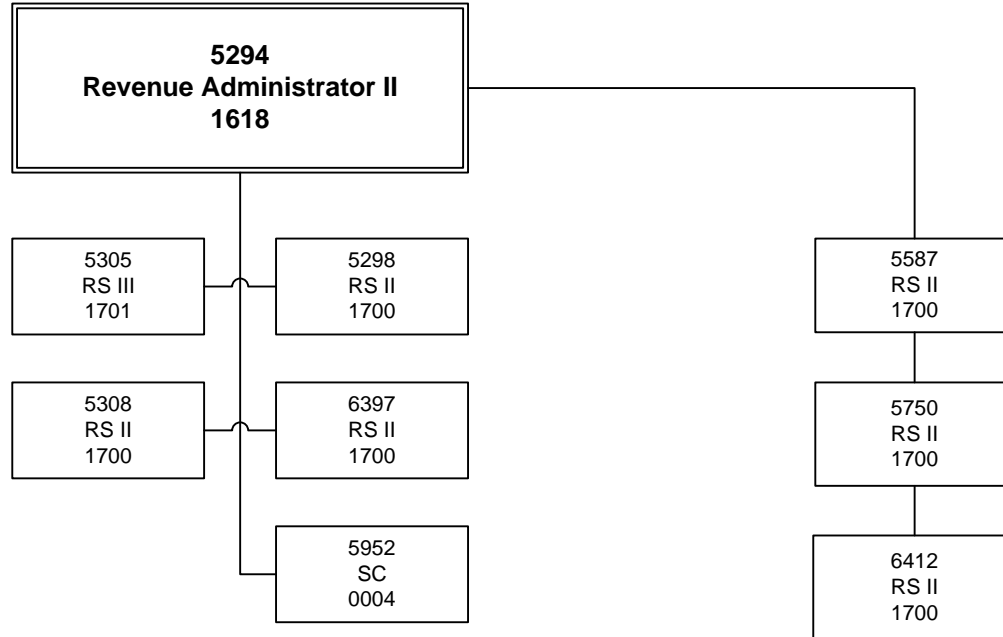 5294
Revenue Administrator II
1618
5305
RS III
1701
5298
RS II
1700
5587
RS II
1700
5308
RS II
1700
6397
RS II
1700
5750
RS II
1700
5952
SC
0004
6412
RS II
1700